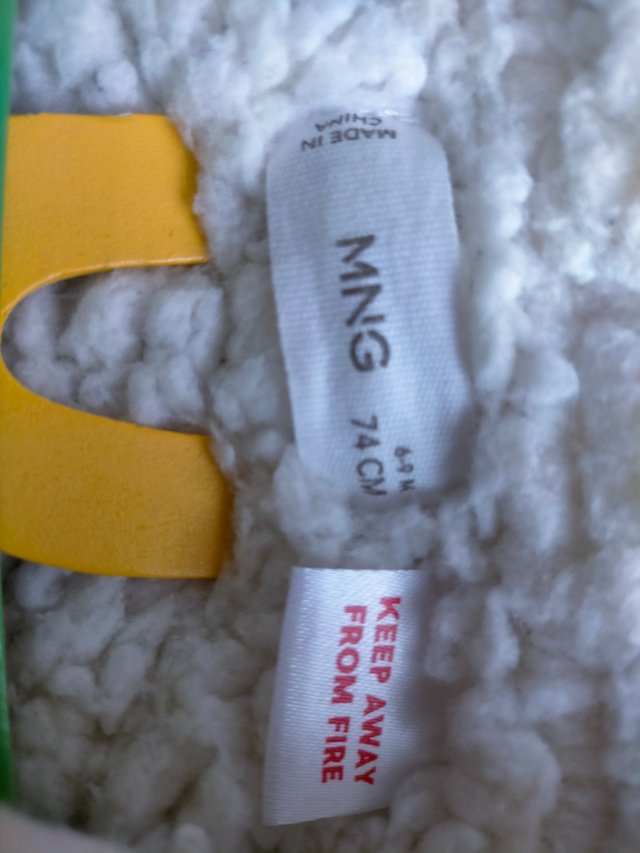 MADE IN
CHINA
MNG
6-9 M
74 CM
KEEP AWAY
FROM FIRE